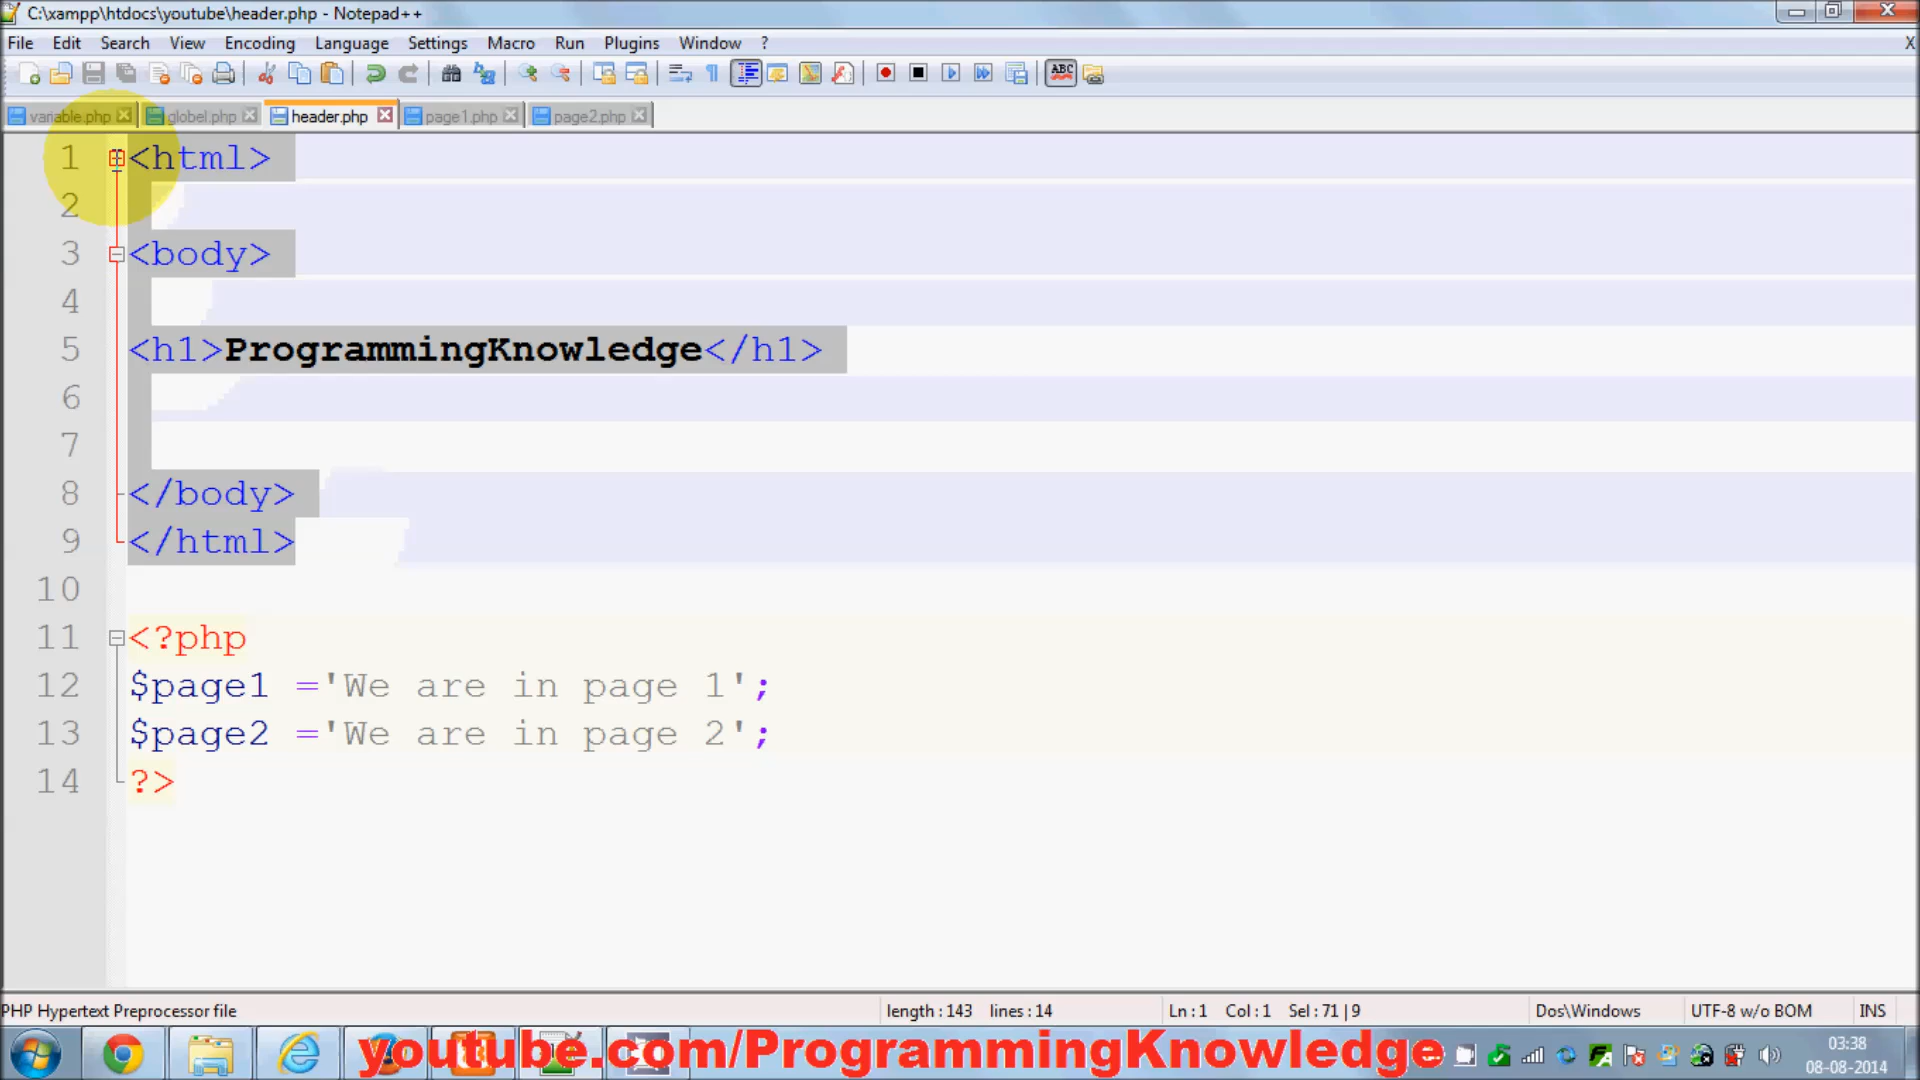 C:\xampp\htdocs\youtube\header.php - Notepad++
File Edit Search View Encoding Language Settings Macro Run Plugins Window ? X
ABC
variable.php globel.php header.php page1.php page2.php
1 <html>
2
3 <body>
4
5 <h1>ProgrammingKnowledge</h1>
6
7
8 </body>
9 </html>
10
11 <?php
12 $page1 ='We are in page 1';
13 $page2 ='We are in page 2';
14 ?>
PHP Hypertext Preprocessor file length : 143 lines : 14 Ln : 1 Col : 1 Sel : 71 | 9 Dos\Windows UTF-8 w/o BOM INS
youtube.com/ProgrammingKnowledge
03:38
08-08-2014